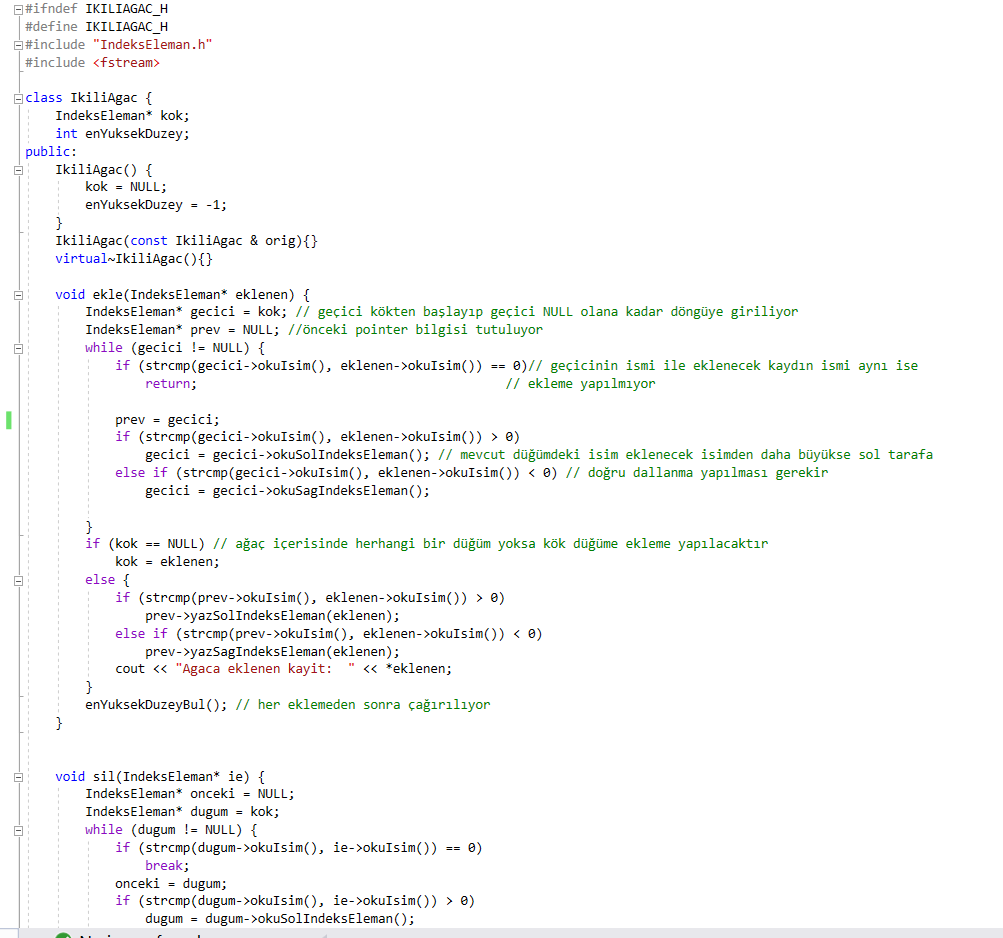 #ifndef IKILIAGAC_H
#define IKILIAGAC_H
#include "IndeksEleman.h"
#include <fstream>
class IkiliAgac {
IndeksEleman* kok;
int enYuksekDuzey;
public:
IkiliAgac() {
kok = NULL;
enYuksekDuzey = -1;
}
IkiliAgac(const IkiliAgac & orig){}
virtual~IkiliAgac(){}
void ekle(IndeksEleman* eklenen) {
IndeksEleman* gecici = kok; // geçici kökten başlayıp geçici NULL olana kadar döngüye giriliyor
IndeksEleman* prev = NULL; //önceki pointer bilgisi tutuluyor
while (gecici != NULL) {
if (strcmp(gecici->okuIsim(), eklenen->okuIsim()) == 0)// geçicinin ismi ile eklenecek kaydın ismi aynı ise
return; // ekleme yapılmıyor
prev = gecici;
if (strcmp(gecici->okuIsim(), eklenen->okuIsim()) > 0)
gecici = gecici->okuSolIndeksEleman(); // mevcut düğümdeki isim eklenecek isimden daha büyükse sol tarafa
else if (strcmp(gecici->okuIsim(), eklenen->okuIsim()) < 0) // doğru dallanma yapılması gerekir
gecici = gecici->okuSagIndeksEleman();
}
if (kok == NULL) // ağaç içerisinde herhangi bir düğüm yoksa kök düğüme ekleme yapılacaktır
kok = eklenen;
else {
if (strcmp(prev->okuIsim(), eklenen->okuIsim()) > 0)
prev->yazSolIndeksEleman(eklenen);
else if (strcmp(prev->okuIsim(), eklenen->okuIsim()) < 0)
prev->yazSagIndeksEleman(eklenen);
cout << "Agaca eklenen kayit:  " << *eklenen;
}
enYuksekDuzeyBul(); // her eklemeden sonra çağırılıyor
}
void sil(IndeksEleman* ie) {
IndeksEleman* onceki = NULL;
IndeksEleman* dugum = kok;
while (dugum != NULL) {
if (strcmp(dugum->okuIsim(), ie->okuIsim()) == 0)
break;
onceki = dugum;
if (strcmp(dugum->okuIsim(), ie->okuIsim()) > 0)
dugum = dugum->okuSolIndeksEleman();